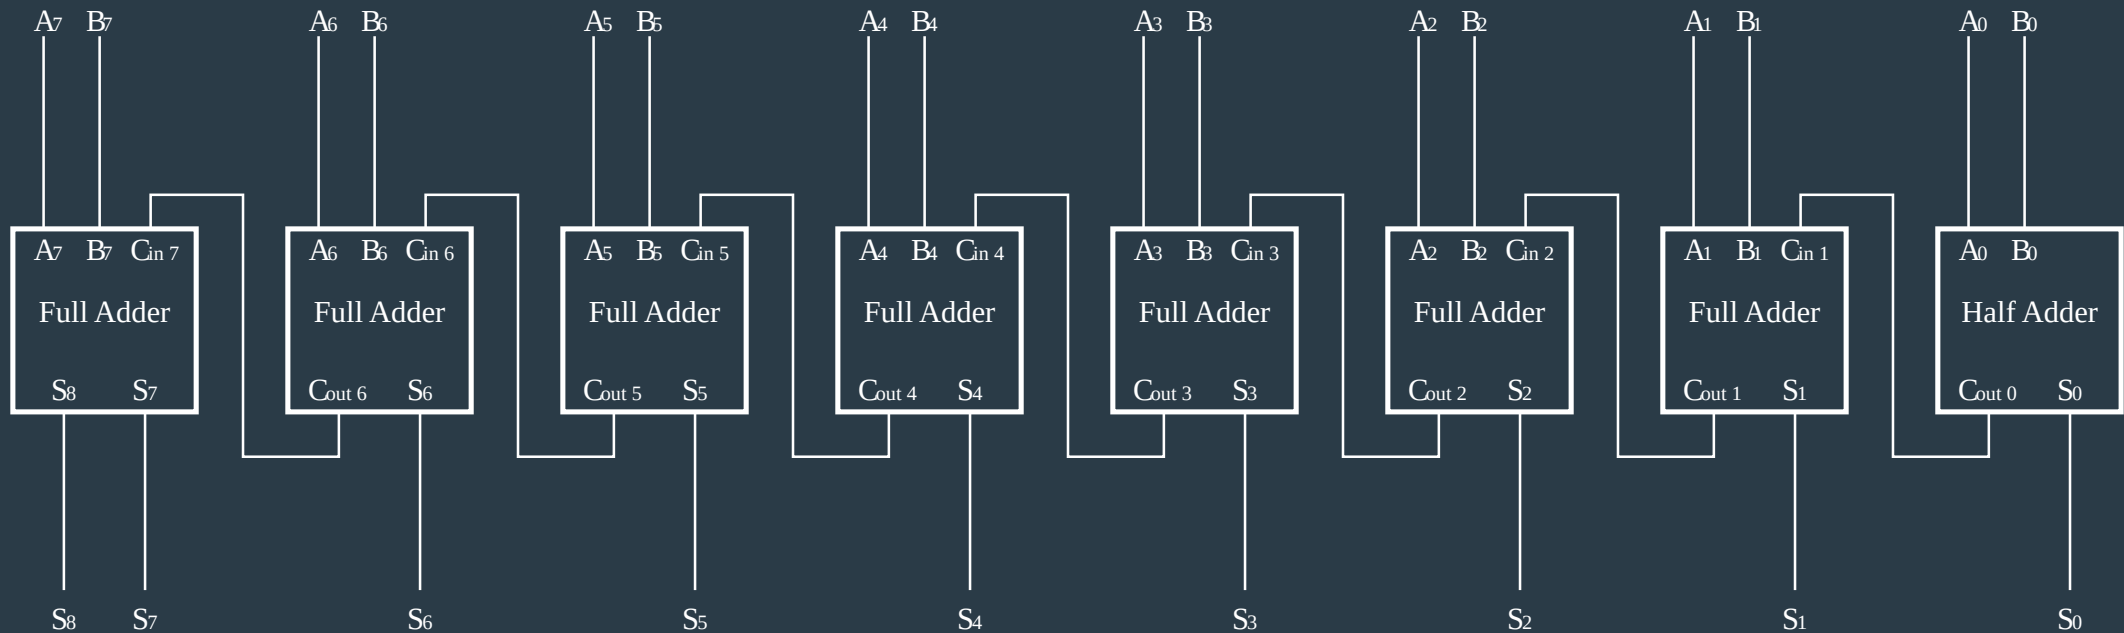 A7 B7 A6 B6 A5 B5 A4 B4 A3 B3 A2 B2 A1 B1 A0 B0
A7 B7 Cin 7 A6 B6 Cin 6 A5 B5 Cin 5 A4 B4 Cin 4 A3 B3 Cin 3 A2 B2 Cin 2 A1 B1 Cin 1 A0 B0
Full Adder Full Adder Full Adder Full Adder Full Adder Full Adder Full Adder Half Adder
S8 S7 Cout 6 S6 Cout 5 S5 Cout 4 S4 Cout 3 S3 Cout 2 S2 Cout 1 S1 Cout 0 S0
S8 S7 S6 S5 S4 S3 S2 S1 S0